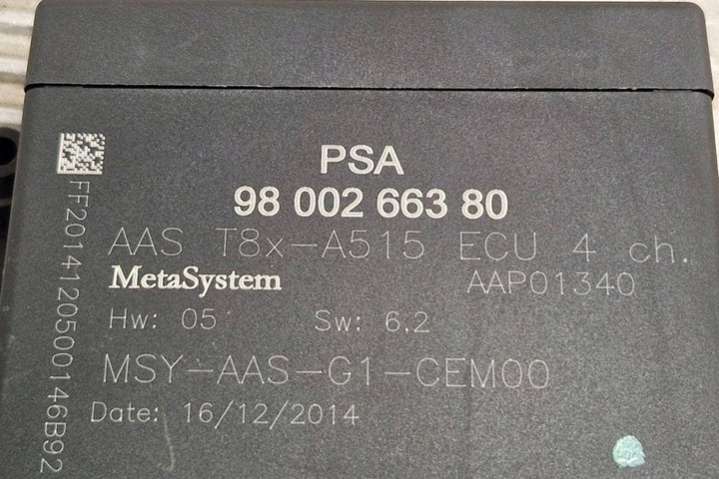 PSA
98 002 663 80
AAS T8x-A515 ECU 4 ch.
MetaSystem AAP01340
Hw: 05 Sw: 6.2
MSY-AAS-G1-CEM00
Date: 16/12/2014
FF2014120500146B92